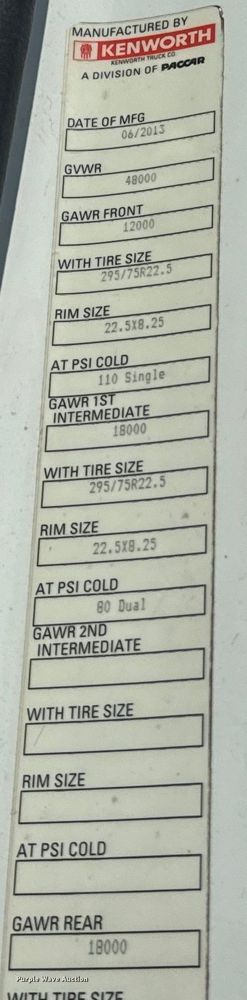 MANUFACTURED BY
KENWORTH
KENWORTH TRUCK CO.
A DIVISION OF PACCAR
DATE OF MFG
06/2013
GVWR
48000
GAWR FRONT
12000
WITH TIRE SIZE
295/75R22.5
RIM SIZE
22.5X8.25
AT PSI COLD
110 Single
GAWR 1ST
INTERMEDIATE
18000
WITH TIRE SIZE
295/75R22.5
RIM SIZE
22.5X8.25
AT PSI COLD
80 Dual
GAWR 2ND
INTERMEDIATE
WITH TIRE SIZE
RIM SIZE
AT PSI COLD
GAWR REAR
18000
Purple Wave Auction
WITH TIRE SIZE